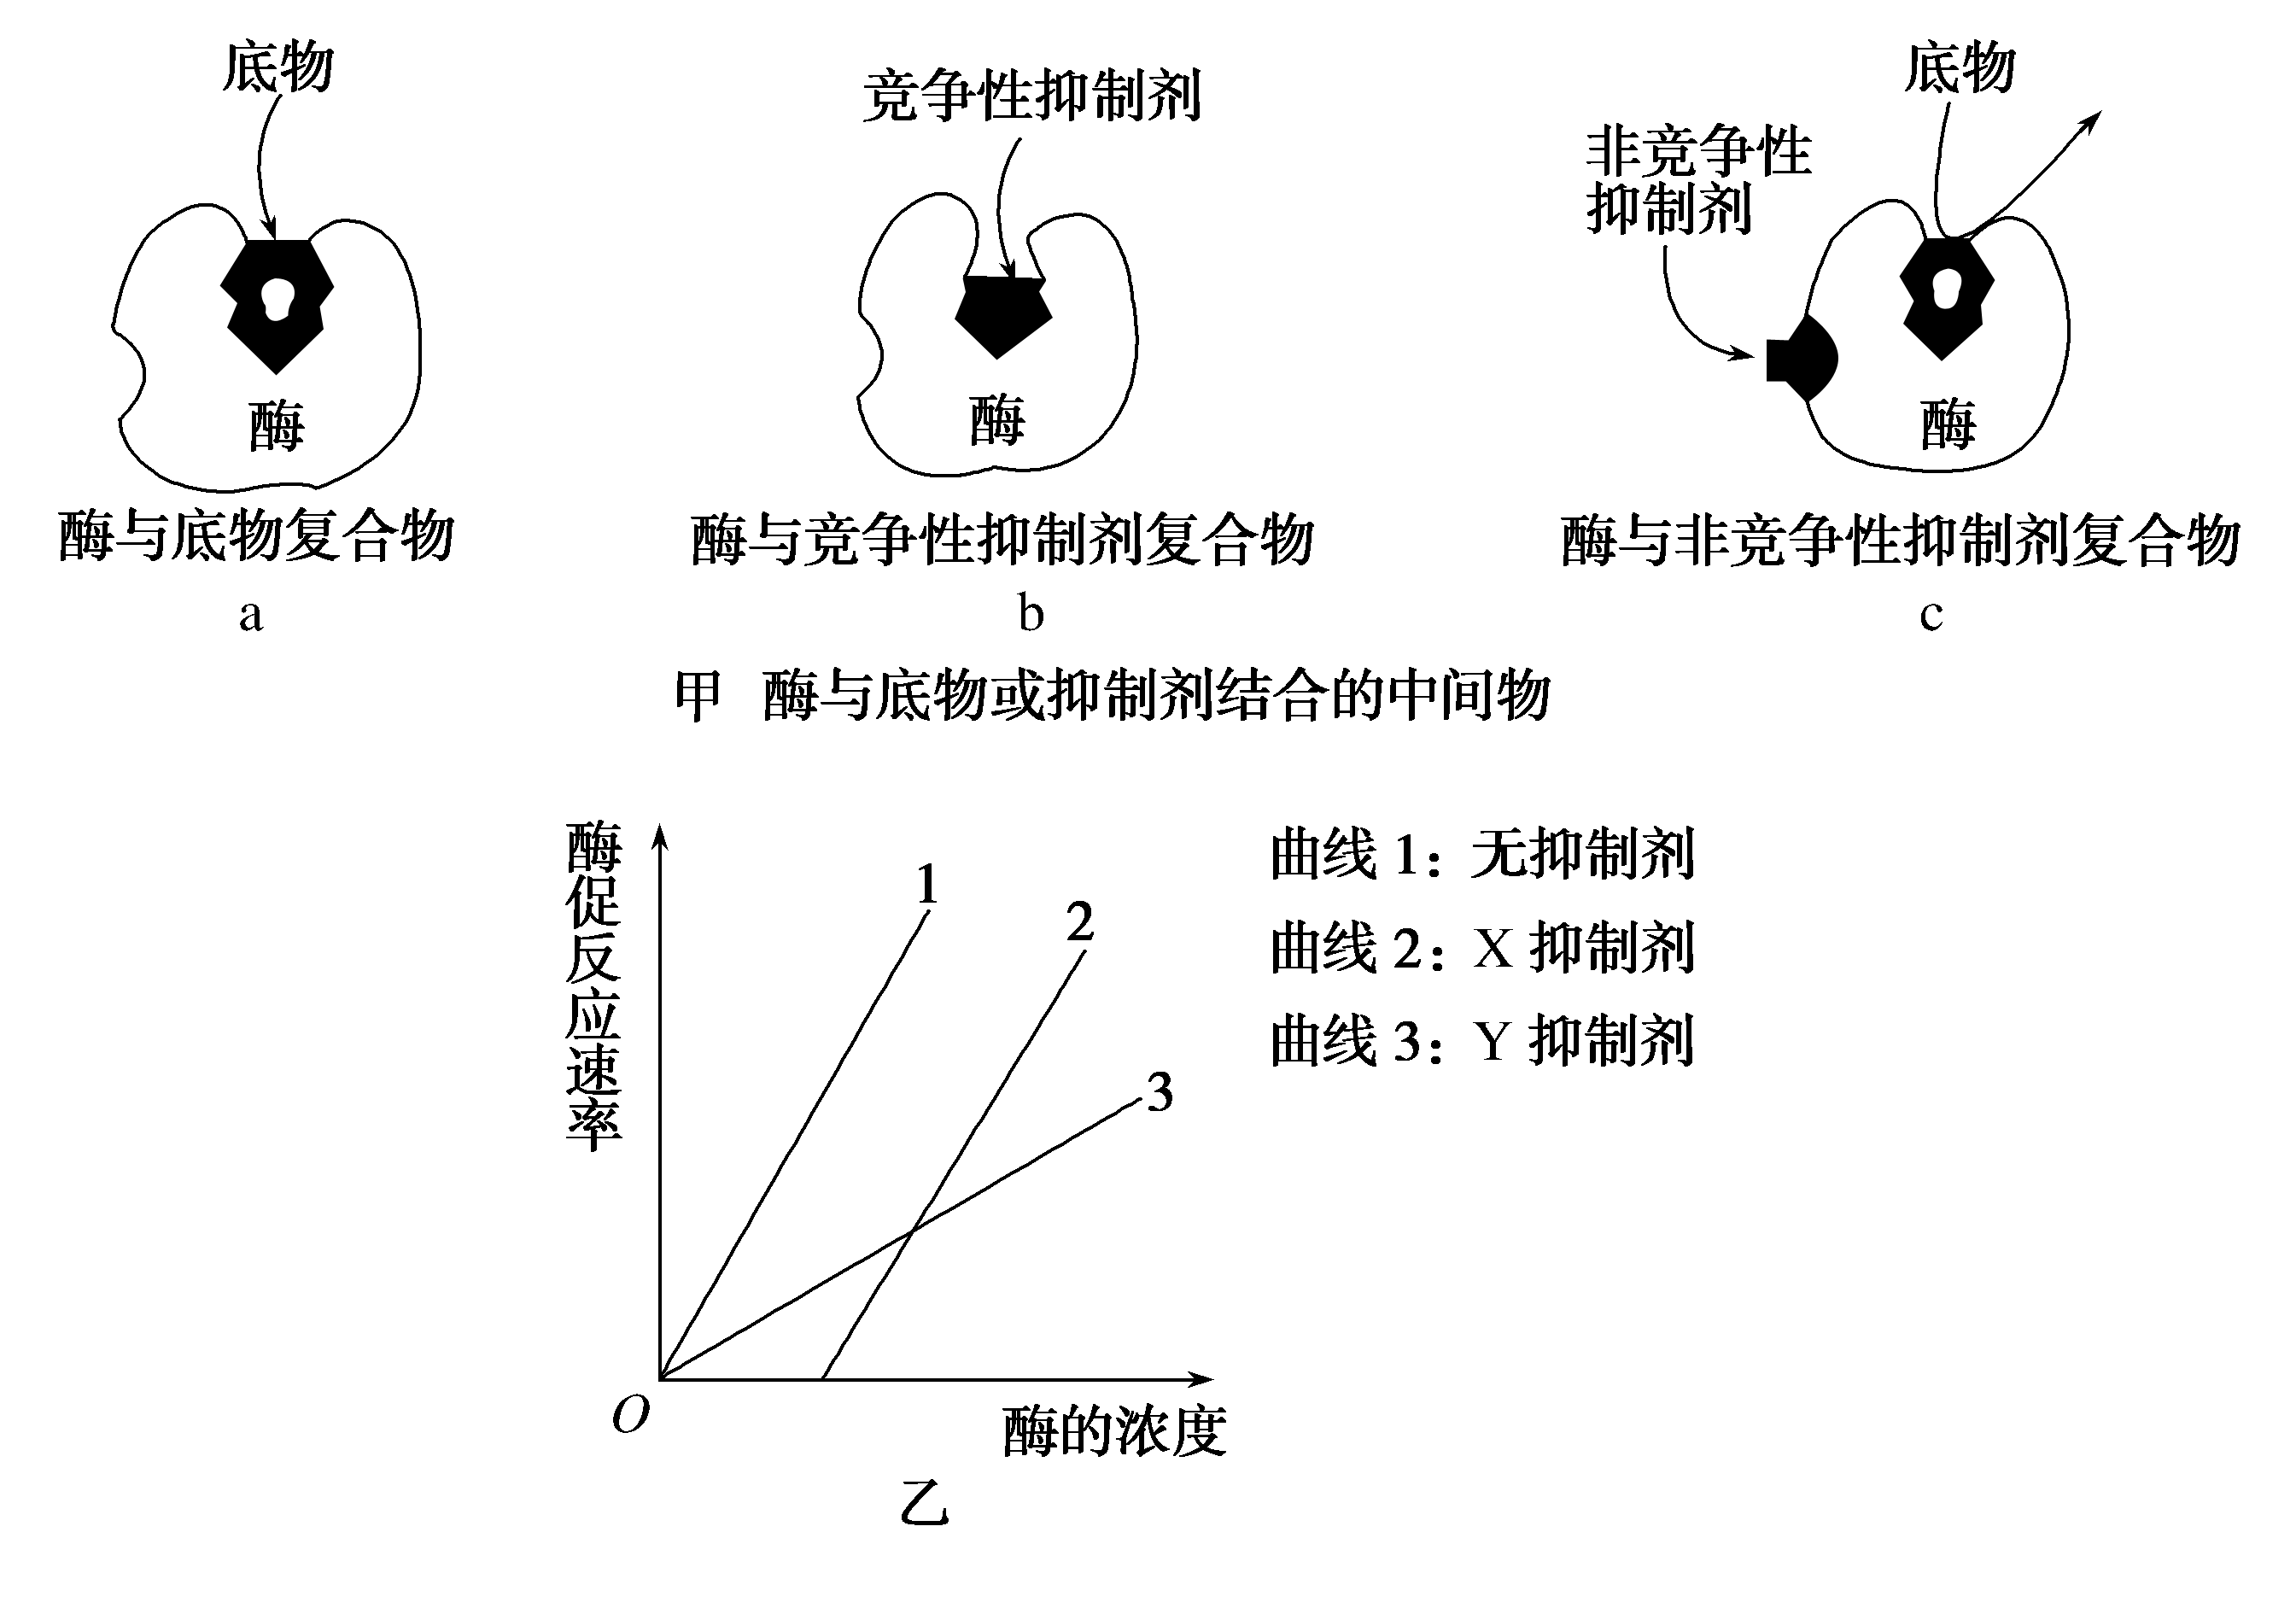 底物
竞争性抑制剂
底物
非竞争性
抑制剂
酶
酶
酶
酶与底物复合物
酶与竞争性抑制剂复合物
酶与非竞争性抑制剂复合物
a
b
c
甲 酶与底物或抑制剂结合的中间物
酶促反应速率
1
2
3
曲线 1：无抑制剂
曲线 2：X 抑制剂
曲线 3：Y 抑制剂
O
酶的浓度
乙